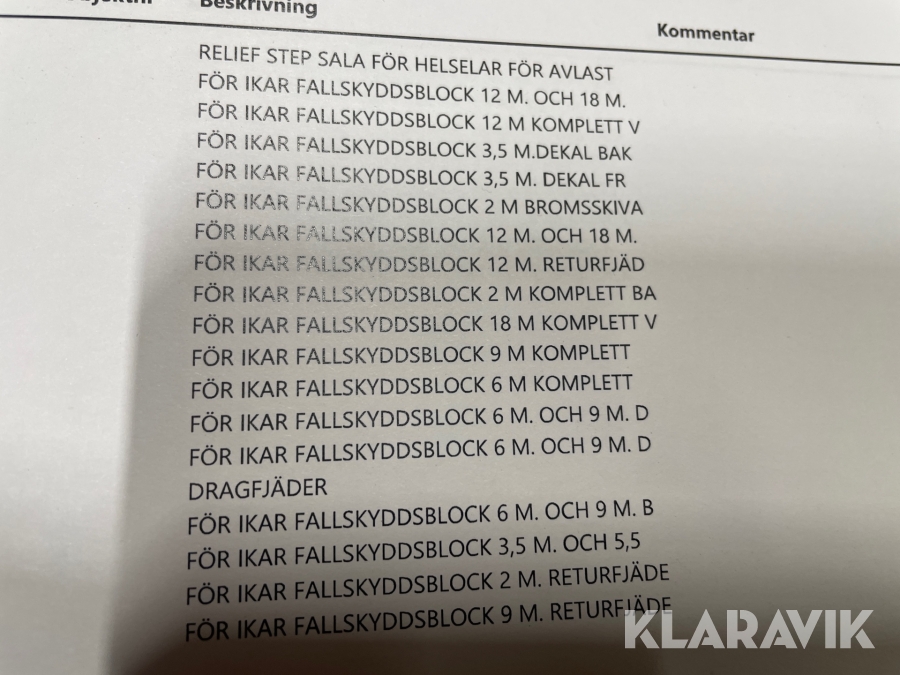 Beskrivning
Kommentar
RELIEF STEP SALA FÖR HELSELAR FÖR AVLAST
FÖR IKAR FALLSKYDDSBLOCK 12 M. OCH 18 M.
FÖR IKAR FALLSKYDDSBLOCK 12 M KOMPLETT V
FÖR IKAR FALLSKYDDSBLOCK 3,5 M.DEKAL BAK
FÖR IKAR FALLSKYDDSBLOCK 3,5 M. DEKAL FR
FÖR IKAR FALLSKYDDSBLOCK 2 M BROMSSKIVA
FÖR IKAR FALLSKYDDSBLOCK 12 M. OCH 18 M.
FÖR IKAR FALLSKYDDSBLOCK 12 M. RETURFJÄD
FÖR IKAR FALLSKYDDSBLOCK 2 M KOMPLETT BA
FÖR IKAR FALLSKYDDSBLOCK 18 M KOMPLETT V
FÖR IKAR FALLSKYDDSBLOCK 9 M KOMPLETT
FÖR IKAR FALLSKYDDSBLOCK 6 M KOMPLETT
FÖR IKAR FALLSKYDDSBLOCK 6 M. OCH 9 M. D
FÖR IKAR FALLSKYDDSBLOCK 6 M. OCH 9 M. D
DRAGFJÄDER
FÖR IKAR FALLSKYDDSBLOCK 6 M. OCH 9 M. B
FÖR IKAR FALLSKYDDSBLOCK 3,5 M. OCH 5,5
FÖR IKAR FALLSKYDDSBLOCK 2 M. RETURFJÄDE
FÖR IKAR FALLSKYDDSBLOCK 9 M. RETURFJÄDE
KLARAVIK